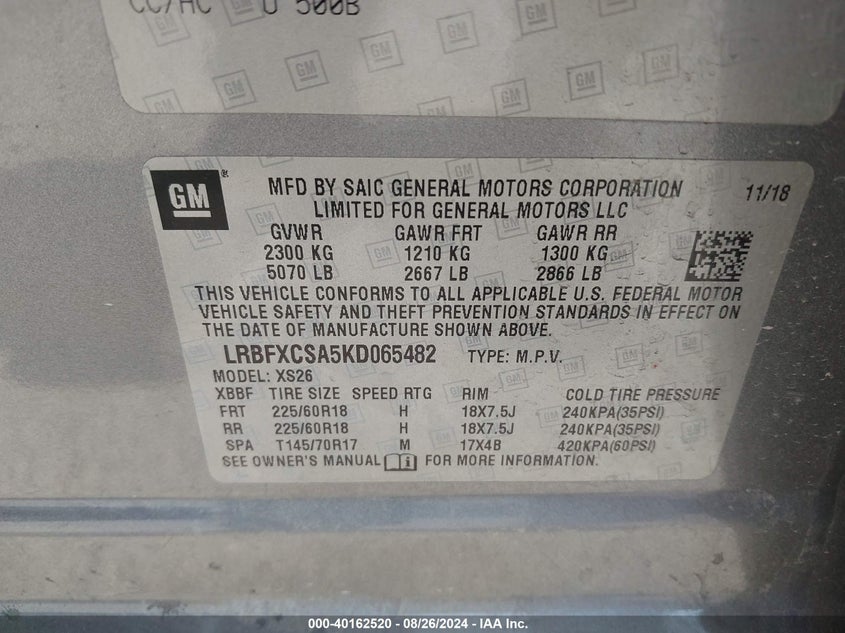 CC/AC U 500B
GM GM GM GM GM
GM®
MFD BY SAIC GENERAL MOTORS CORPORATION 11/18
LIMITED FOR GENERAL MOTORS LLC
GVWR GAWR FRT GAWR RR
2300 KG 1210 KG 1300 KG
5070 LB 2667 LB 2866 LB
THIS VEHICLE CONFORMS TO ALL APPLICABLE U.S. FEDERAL MOTOR
VEHICLE SAFETY AND THEFT PREVENTION STANDARDS IN EFFECT ON
THE DATE OF MANUFACTURE SHOWN ABOVE.
LRBFXCSA5KD065482 TYPE: M.P.V.
MODEL: XS26
XBBF TIRE SIZE SPEED RTG RIM COLD TIRE PRESSURE
FRT 225/60R18 H 18X7.5J 240KPA(35PSI)
RR 225/60R18 H 18X7.5J 240KPA(35PSI)
SPA T145/70R17 M 17X4B 420KPA(60PSI)
SEE OWNER'S MANUAL FOR MORE INFORMATION.
000-40162520 - 08/26/2024 - IAA Inc.